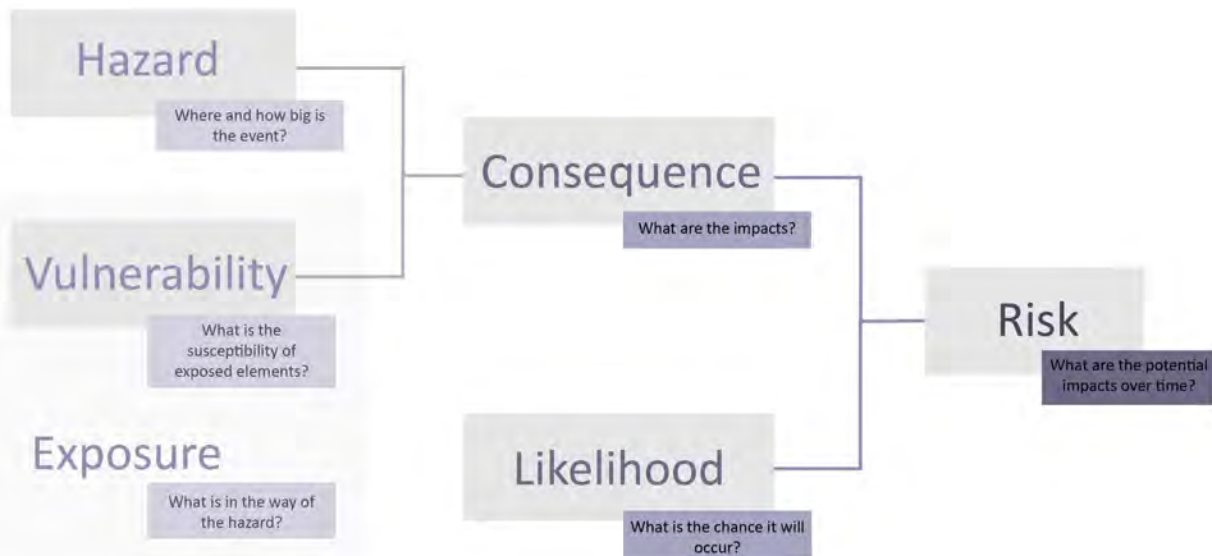 Hazard
Where and how big is
the event?
Vulnerability
What is the
susceptibility of
exposed elements?
Exposure
What is in the way of
the hazard?
Consequence
What are the impacts?
Likelihood
What is the chance it will
occur?
Risk
What are the potential
impacts over time?